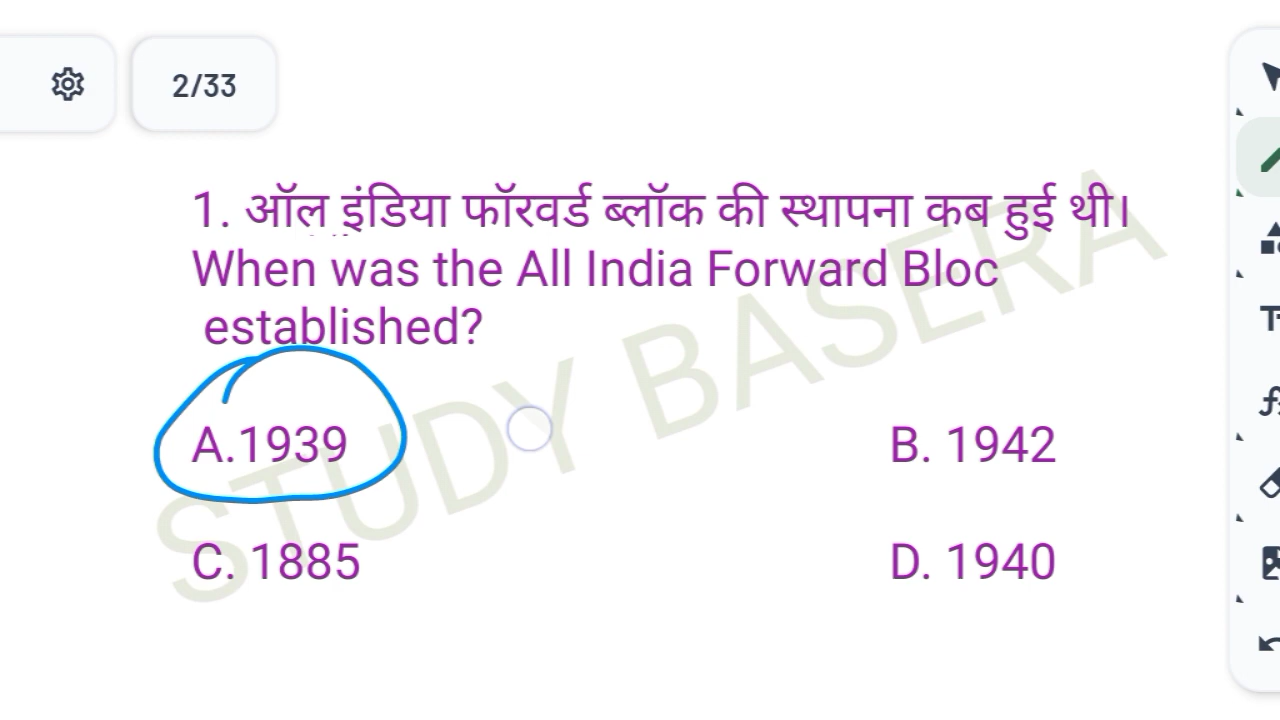 2/33
1. ऑल इंडिया फॉरवर्ड ब्लॉक की स्थापना कब हुई थी।
When was the All India Forward Bloc
established?
A.1939
B. 1942
C. 1885
D. 1940
STUDY BASERA